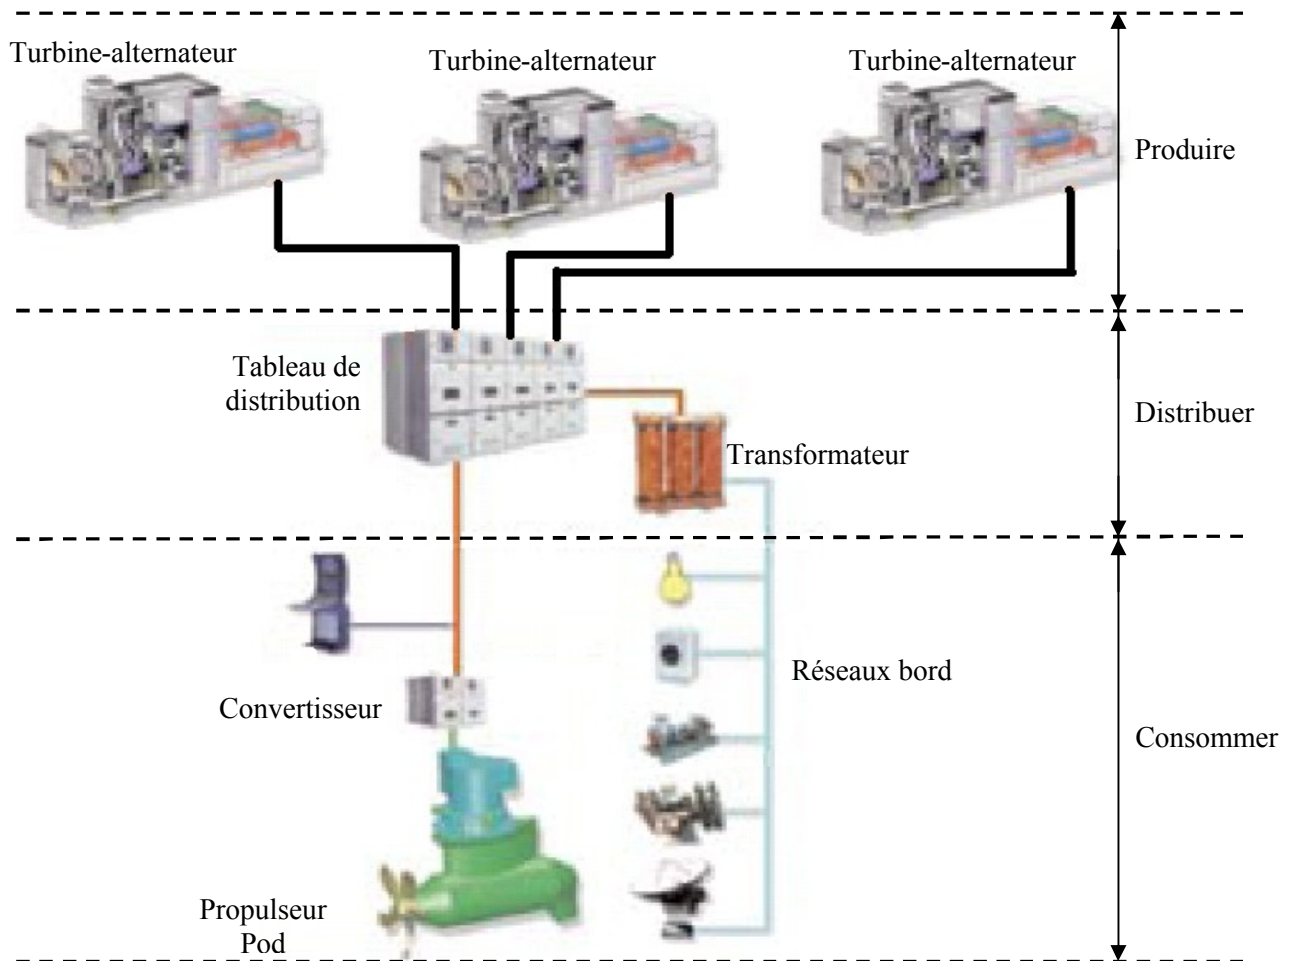 Turbine-alternateur
Turbine-alternateur
Turbine-alternateur
Produire
Tableau de
distribution
Distribuer
Transformateur
Convertisseur
Réseaux bord
Consommer
Propulseur
Pod